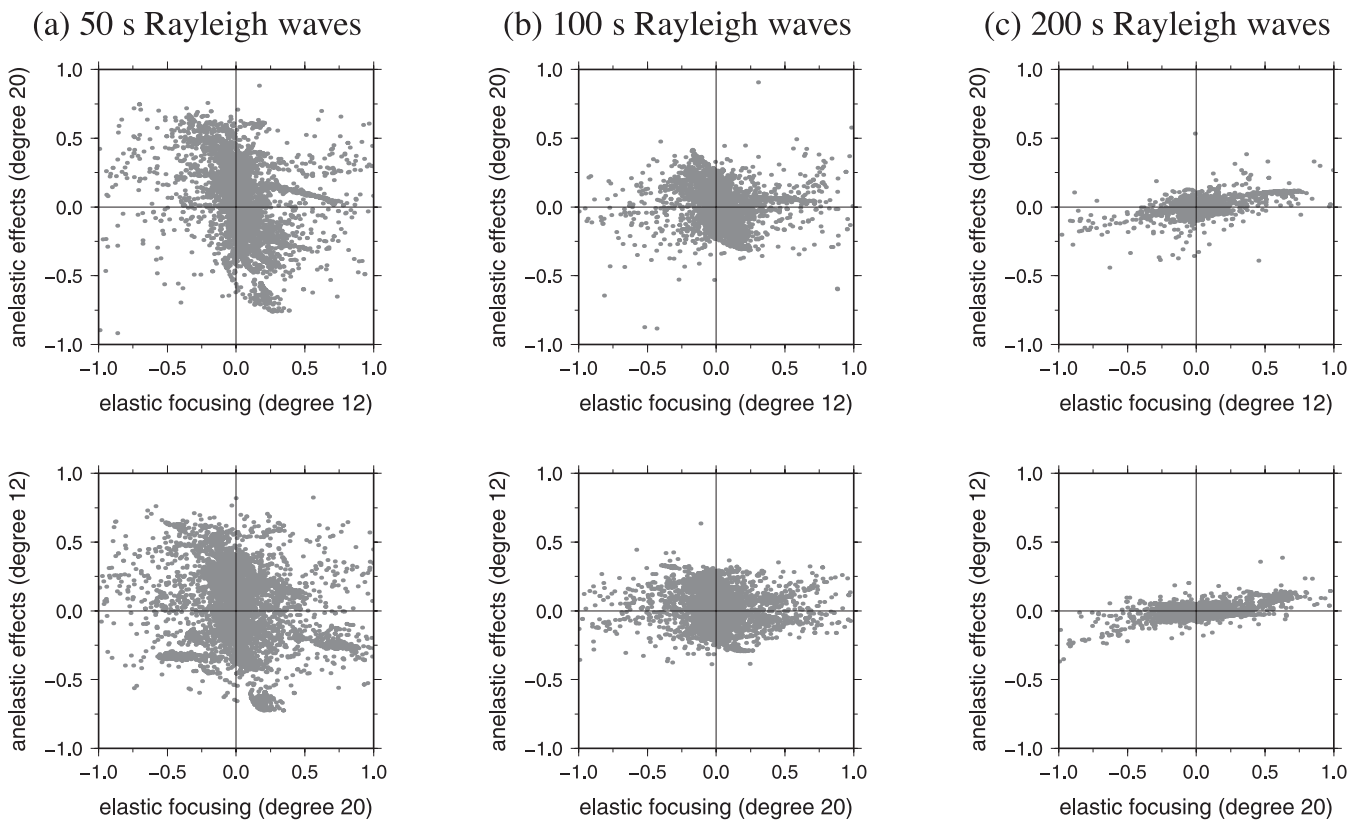 (a) 50 s Rayleigh waves
(b) 100 s Rayleigh waves
(c) 200 s Rayleigh waves
anelastic effects (degree 20)
1.0
0.5
0.0
−0.5
−1.0
−1.0 −0.5 0.0 0.5 1.0
elastic focusing (degree 12)
anelastic effects (degree 20)
1.0
0.5
0.0
−0.5
−1.0
−1.0 −0.5 0.0 0.5 1.0
elastic focusing (degree 12)
anelastic effects (degree 20)
1.0
0.5
0.0
−0.5
−1.0
−1.0 −0.5 0.0 0.5 1.0
elastic focusing (degree 12)
anelastic effects (degree 12)
1.0
0.5
0.0
−0.5
−1.0
−1.0 −0.5 0.0 0.5 1.0
elastic focusing (degree 20)
anelastic effects (degree 12)
1.0
0.5
0.0
−0.5
−1.0
−1.0 −0.5 0.0 0.5 1.0
elastic focusing (degree 20)
anelastic effects (degree 12)
1.0
0.5
0.0
−0.5
−1.0
−1.0 −0.5 0.0 0.5 1.0
elastic focusing (degree 20)